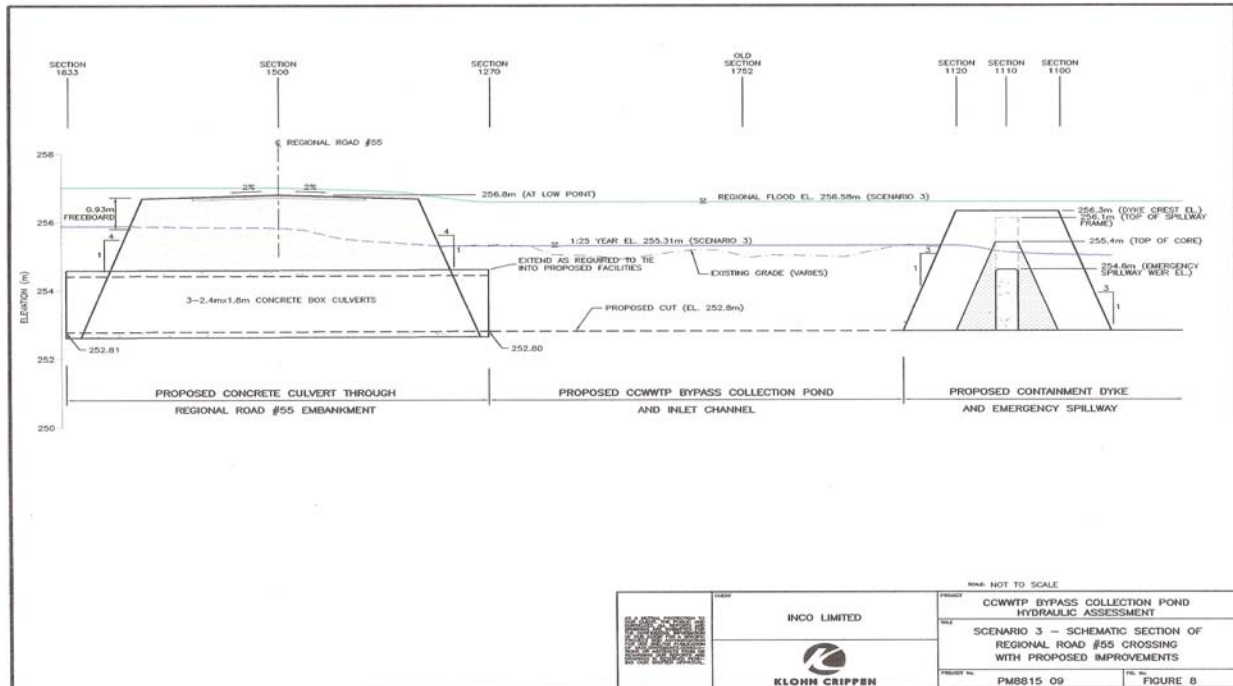 SECTION
1833
SECTION
1500
SECTION
1270
OLD
SECTION
1752
SECTION
1120
SECTION
1110
SECTION
1100
REGIONAL ROAD #55
258
256
254
252
250
ELEVATION (m)
2%
2%
256.8m (AT LOW POINT)
REGIONAL FLOOD EL. 256.58m (SCENARIO 3)
0.93m
FREEBOARD
4
1
4
1
1:25 YEAR EL. 255.31m (SCENARIO 3)
EXTEND AS REQUIRED TO TIE
INTO PROPOSED FACILITIES
EXISTING GRADE (VARIES)
3-2.4mx1.8m CONCRETE BOX CULVERTS
PROPOSED CUT (EL. 252.8m)
252.81
252.80
256.3m (DYKE CREST EL.)
256.1m (TOP OF SPILLWAY
FRAME)
255.4m (TOP OF CORE)
254.6m (EMERGENCY
SPILLWAY WEIR EL.)
3
1
3
1
PROPOSED CONCRETE CULVERT THROUGH
REGIONAL ROAD #55 EMBANKMENT
PROPOSED CCWWTP BYPASS COLLECTION POND
AND INLET CHANNEL
PROPOSED CONTAINMENT DYKE
AND EMERGENCY SPILLWAY
NOT TO SCALE
CLIENT
INCO LIMITED
KLOHN CRIPPEN
PROJECT
CCWWTP BYPASS COLLECTION POND
HYDRAULIC ASSESSMENT
TITLE
SCENARIO 3 - SCHEMATIC SECTION OF
REGIONAL ROAD #55 CROSSING
WITH PROPOSED IMPROVEMENTS
PROJECT No.
PM8815 09
FIG. No.
FIGURE 8